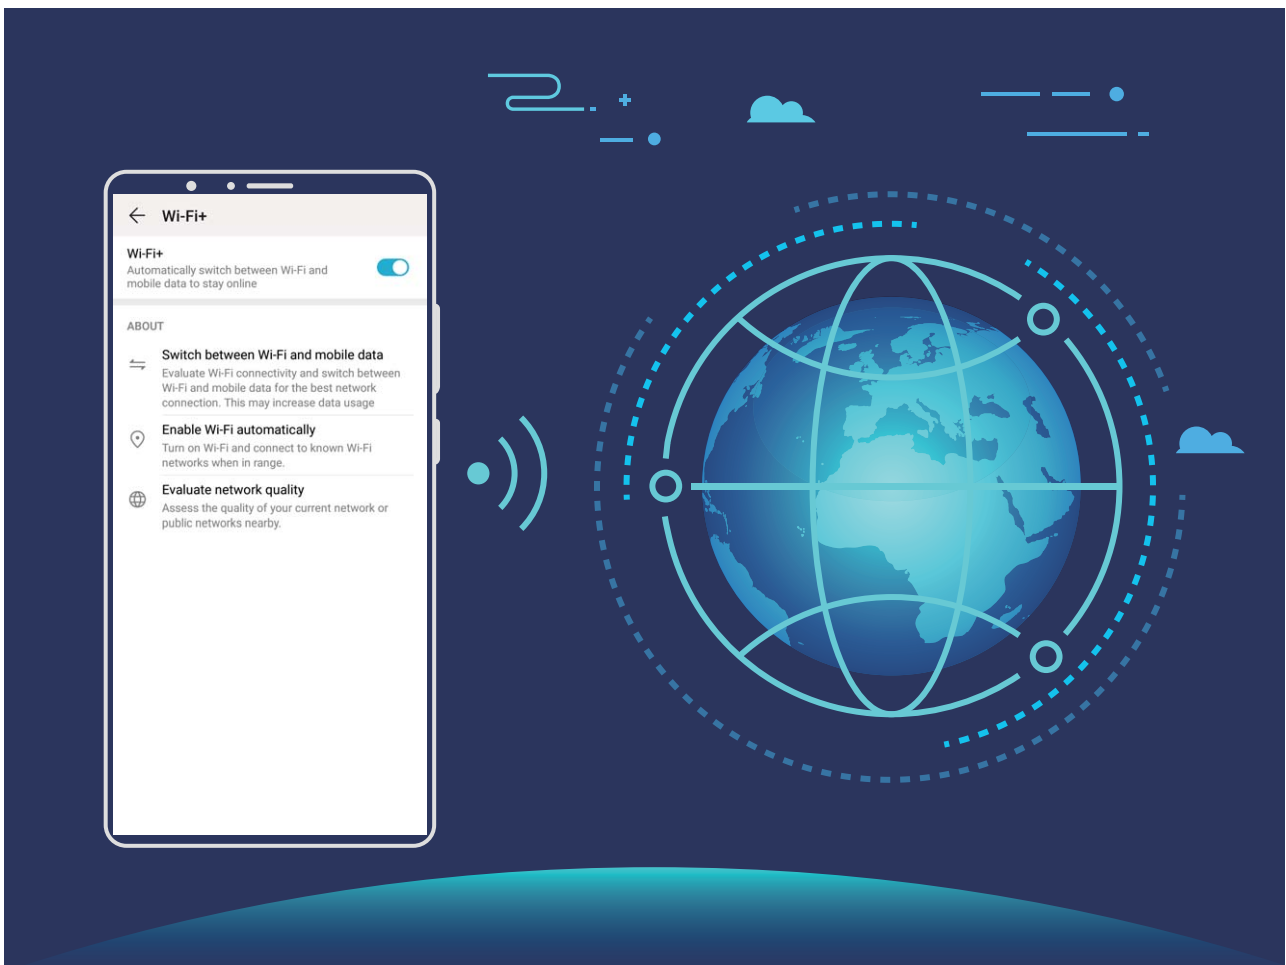 Wi-Fi+
Wi-Fi+
Automatically switch between Wi-Fi and
mobile data to stay online
ABOUT
Switch between Wi-Fi and mobile data
Evaluate Wi-Fi connectivity and switch between
Wi-Fi and mobile data for the best network
connection. This may increase data usage
Enable Wi-Fi automatically
Turn on Wi-Fi and connect to known Wi-Fi
networks when in range.
Evaluate network quality
Assess the quality of your current network or
public networks nearby.